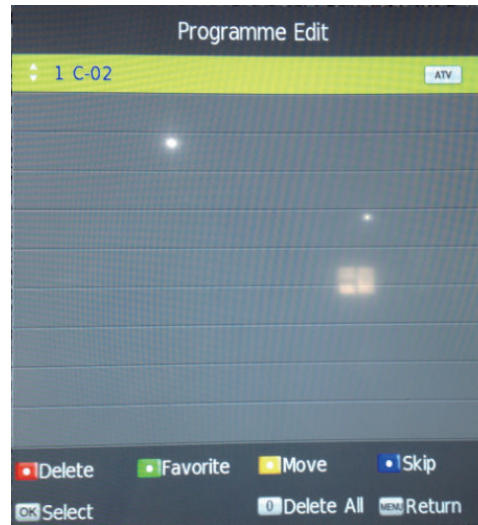 Programme Edit
1 C-02 ATV
Delete Favorite Move Skip
OK Select 0 Delete All MENU Return